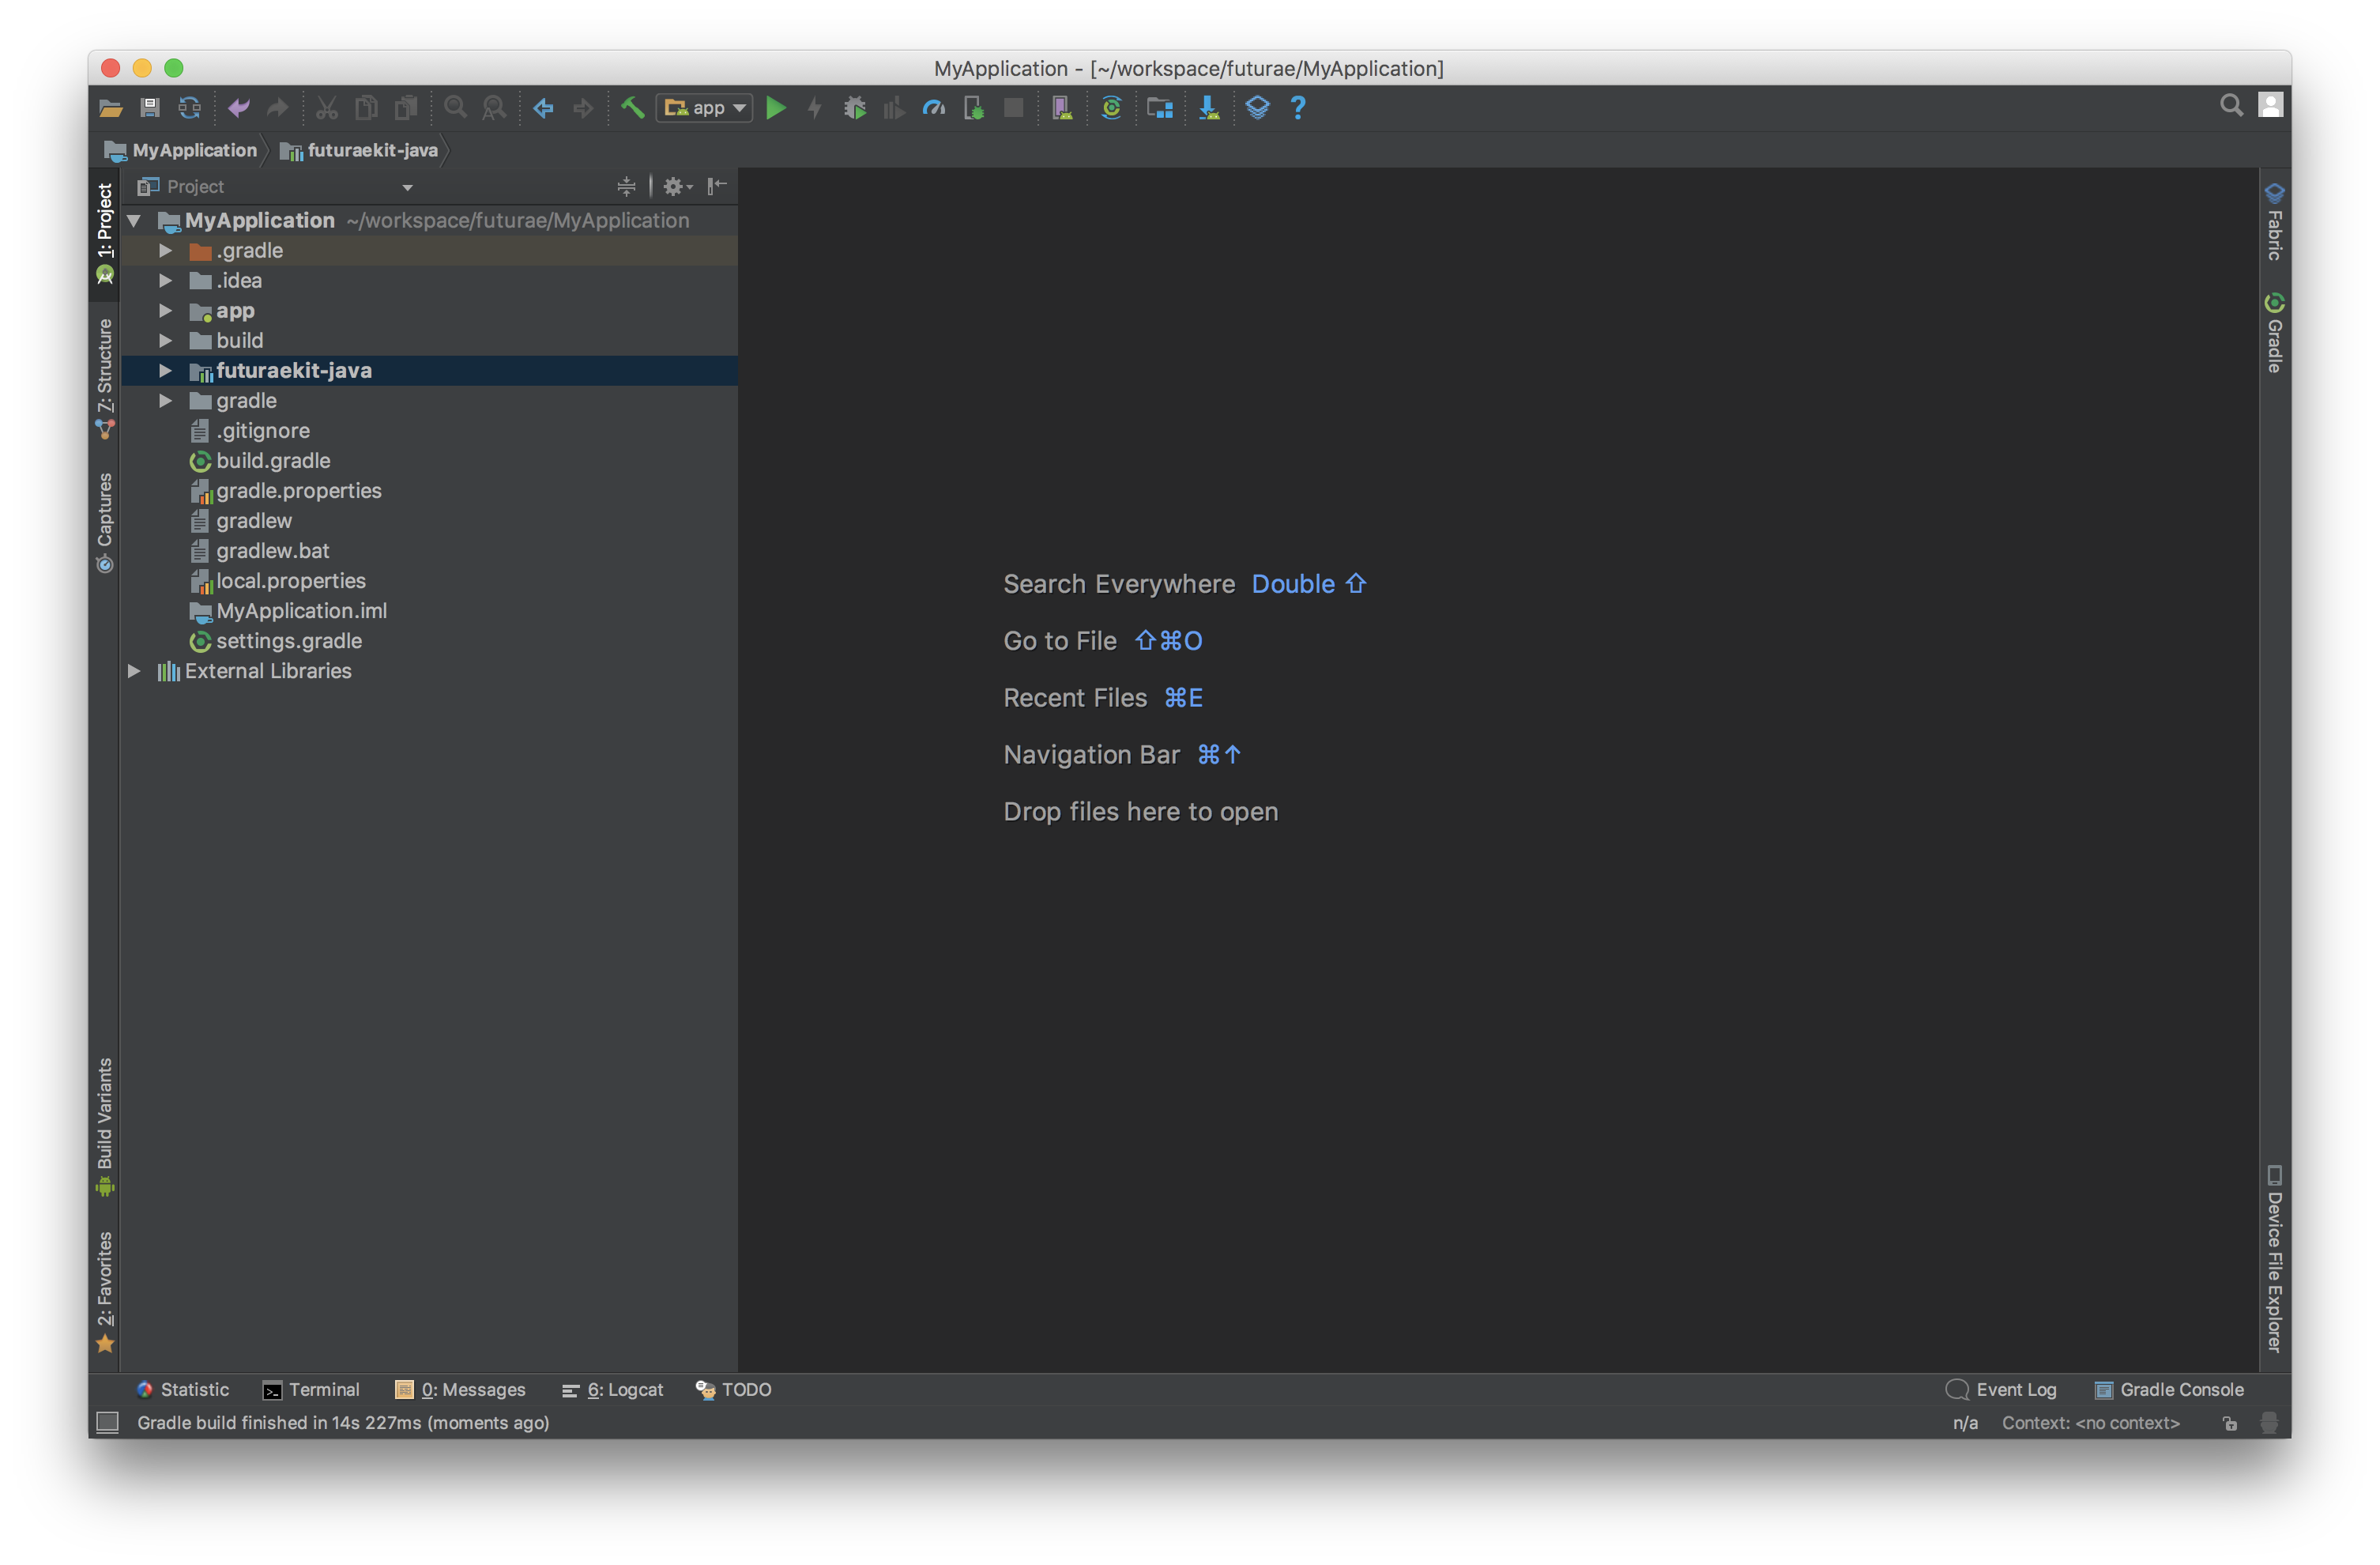 MyApplication - [~/workspace/futurae/MyApplication]
app
MyApplication
futuraekit-java
1: Project
7: Structure
Captures
Build Variants
2: Favorites
Project
MyApplication ~/workspace/futurae/MyApplication
.gradle
.idea
app
build
futuraekit-java
gradle
.gitignore
build.gradle
gradle.properties
gradlew
gradlew.bat
local.properties
MyApplication.iml
settings.gradle
External Libraries
Search Everywhere Double ⇧
Go to File ⇧⌘O
Recent Files ⌘E
Navigation Bar ⌘↑
Drop files here to open
Fabric
Gradle
Device File Explorer
Statistic
Terminal
0: Messages
6: Logcat
TODO
Event Log
Gradle Console
Gradle build finished in 14s 227ms (moments ago)
n/a
Context: <no context>